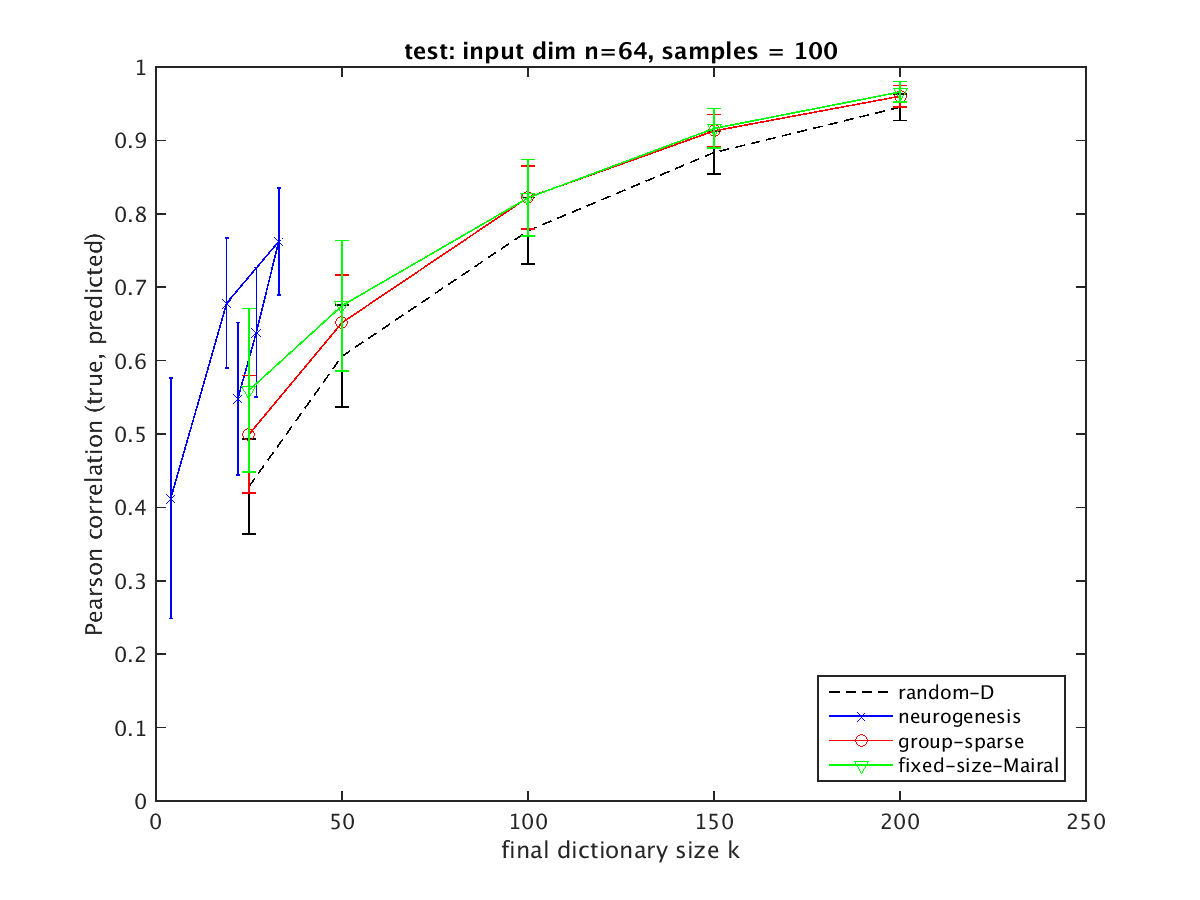 test: input dim n=64, samples = 100
Pearson correlation (true, predicted)
1
0.9
0.8
0.7
0.6
0.5
0.4
0.3
0.2
0.1
0
0 50 100 150 200 250
final dictionary size k
random-D
neurogenesis
group-sparse
fixed-size-Mairal